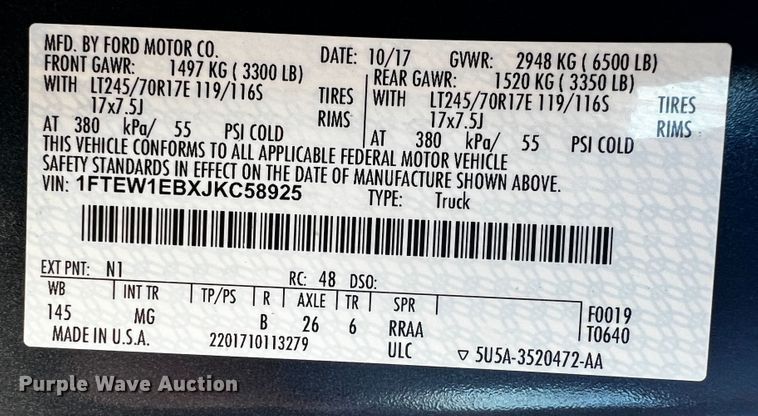 MFD. BY FORD MOTOR CO.
DATE: 10/17 GVWR: 2948 KG ( 6500 LB)
FRONT GAWR: 1497 KG ( 3300 LB) REAR GAWR: 1520 KG ( 3350 LB)
WITH LT245/70R17E 119/116S TIRES WITH LT245/70R17E 119/116S TIRES
17x7.5J RIMS 17x7.5J RIMS
AT 380 kPa/ 55 PSI COLD AT 380 kPa/ 55 PSI COLD
THIS VEHICLE CONFORMS TO ALL APPLICABLE FEDERAL MOTOR VEHICLE
SAFETY STANDARDS IN EFFECT ON THE DATE OF MANUFACTURE SHOWN ABOVE.
VIN: 1FTEW1EBXJKC58925 TYPE: Truck
EXT PNT: N1 RC: 48 DSO:
WB INT TR TP/PS R AXLE TR SPR F0019
145 MG B 26 6 RRAA T0640
MADE IN U.S.A. 2201710113279 ULC ▽ 5U5A-3520472-AA
Purple Wave Auction